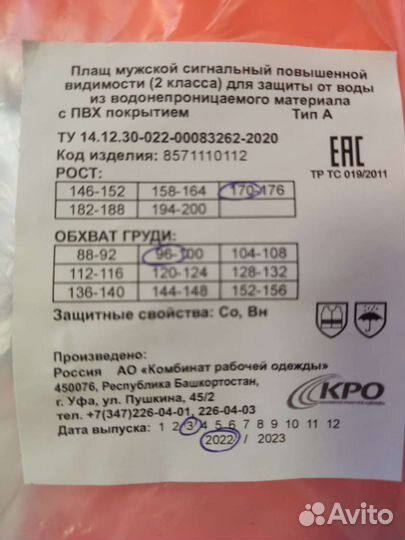 Плащ мужской сигнальный повышенной
видимости (2 класса) для защиты от воды
из водонепроницаемого материала
с ПВХ покрытием Тип А
ТУ 14.12.30-022-00083262-2020
Код изделия: 8571110112
ЕАС
ТР ТС 019/2011
РОСТ:
146-152 158-164 170-176
182-188 194-200
ОБХВАТ ГРУДИ:
88-92 96-100 104-108
112-116 120-124 128-132
136-140 144-148 152-156
Защитные свойства: Со, Вн
Произведено:
Россия АО «Комбинат рабочей одежды»
450076, Республика Башкортостан,
г. Уфа, ул. Пушкина, 45/2
тел. +7(347)226-04-01, 226-04-03
КРО
КОМБИНАТ РАБОЧЕЙ ОДЕЖДЫ
Дата выпуска: 1 2 3 4 5 6 7 8 9 10 11 12
2022 / 2023
Avito